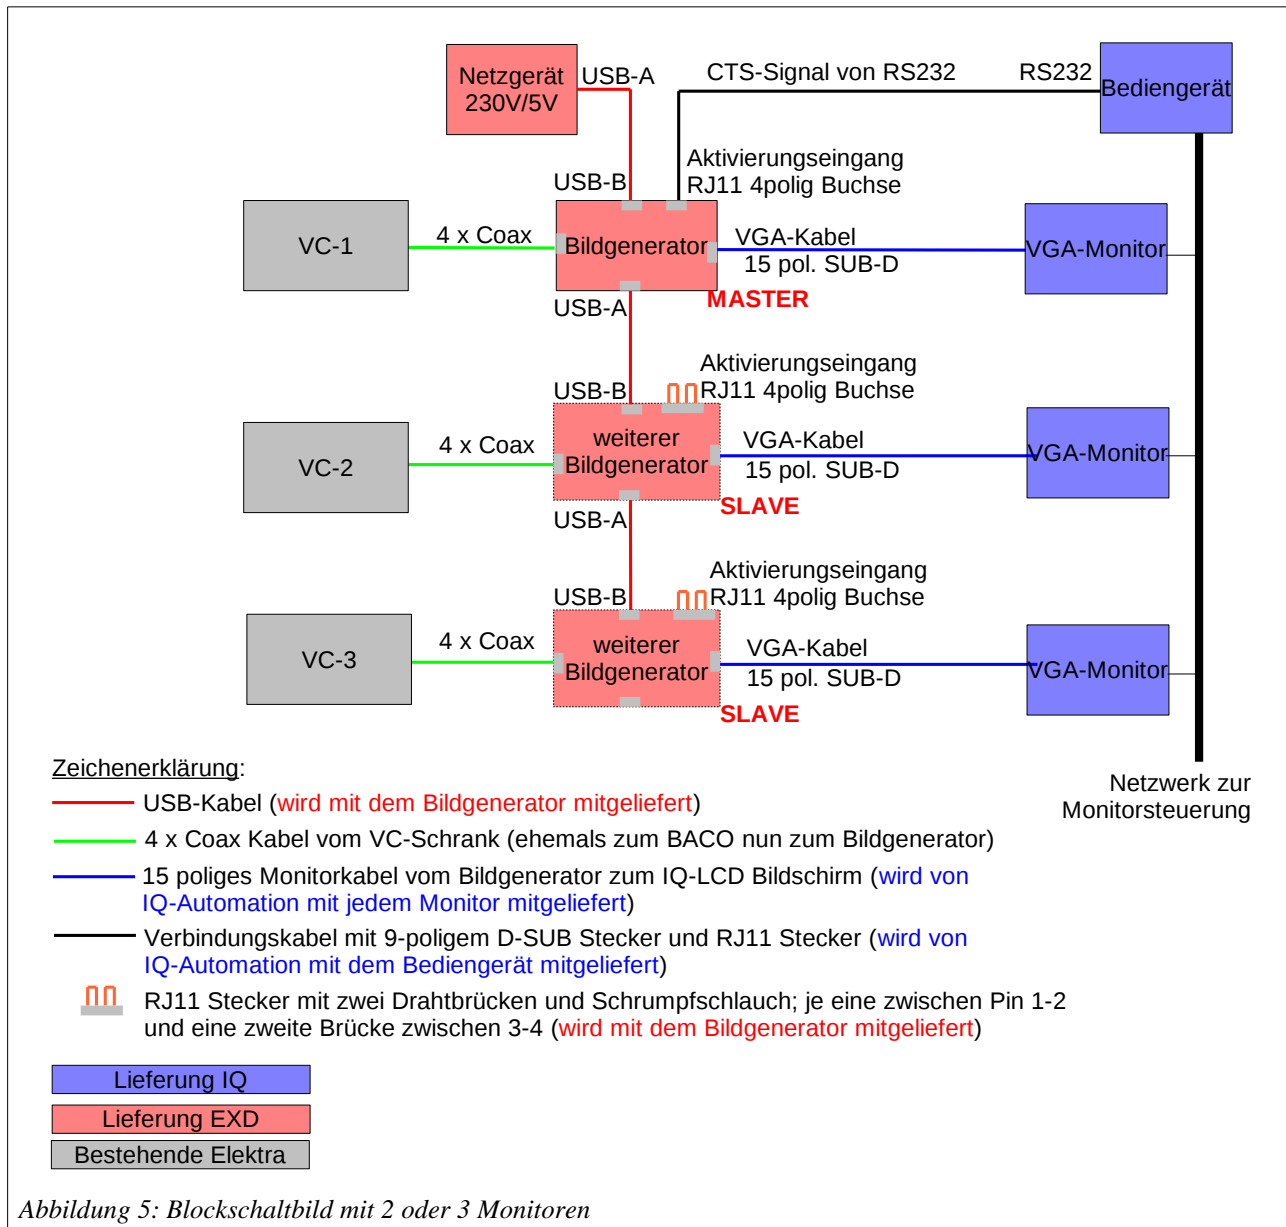 Netzgerät
230V/5V
USB-A
CTS-Signal von RS232
RS232
Bediengerät
Aktivierungseingang
RJ11 4polig Buchse
USB-B
VC-1
4 x Coax
Bildgenerator
VGA-Kabel
15 pol. SUB-D
VGA-Monitor
MASTER
USB-A
Aktivierungseingang
RJ11 4polig Buchse
USB-B
VC-2
4 x Coax
weiterer
Bildgenerator
VGA-Kabel
15 pol. SUB-D
VGA-Monitor
SLAVE
USB-A
Aktivierungseingang
RJ11 4polig Buchse
USB-B
VC-3
4 x Coax
weiterer
Bildgenerator
VGA-Kabel
15 pol. SUB-D
VGA-Monitor
SLAVE
Netzwerk zur
Monitorsteuerung
Zeichenerklärung:
USB-Kabel (wird mit dem Bildgenerator mitgeliefert)
4 x Coax Kabel vom VC-Schrank (ehemals zum BACO nun zum Bildgenerator)
15 poliges Monitorkabel vom Bildgenerator zum IQ-LCD Bildschirm (wird von
IQ-Automation mit jedem Monitor mitgeliefert)
Verbindungskabel mit 9-poligem D-SUB Stecker und RJ11 Stecker (wird von
IQ-Automation mit dem Bediengerät mitgeliefert)
RJ11 Stecker mit zwei Drahtbrücken und Schrumpfschlauch; je eine zwischen Pin 1-2
und eine zweite Brücke zwischen 3-4 (wird mit dem Bildgenerator mitgeliefert)
Lieferung IQ
Lieferung EXD
Bestehende Elektra
Abbildung 5: Blockschaltbild mit 2 oder 3 Monitoren